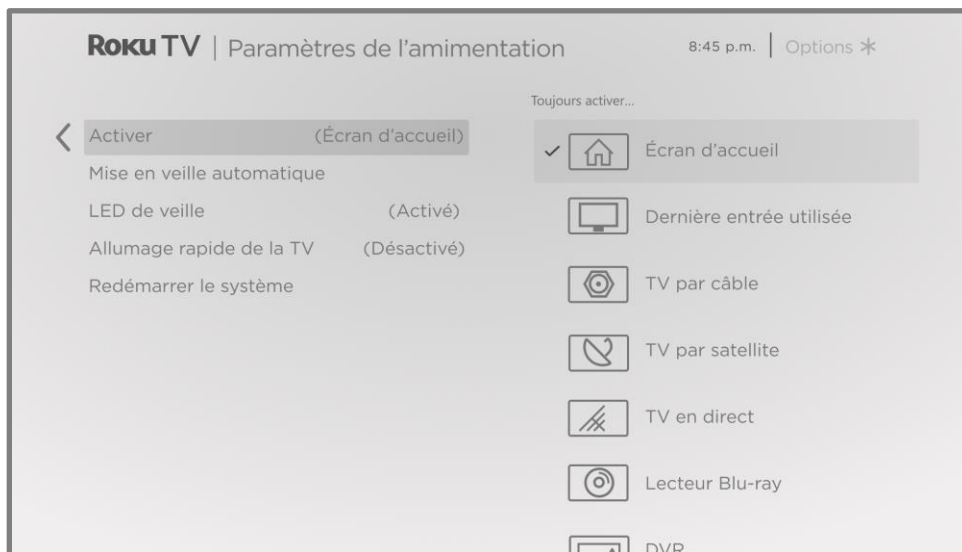 Roku TV | Paramètres de l'amimentation
8:45 p.m. | Options
Toujours activer...
Activer (Écran d'accueil)
Mise en veille automatique
LED de veille (Activé)
Allumage rapide de la TV (Désactivé)
Redémarrer le système
Écran d'accueil
Dernière entrée utilisée
TV par câble
TV par satellite
TV en direct
Lecteur Blu-ray
DVR